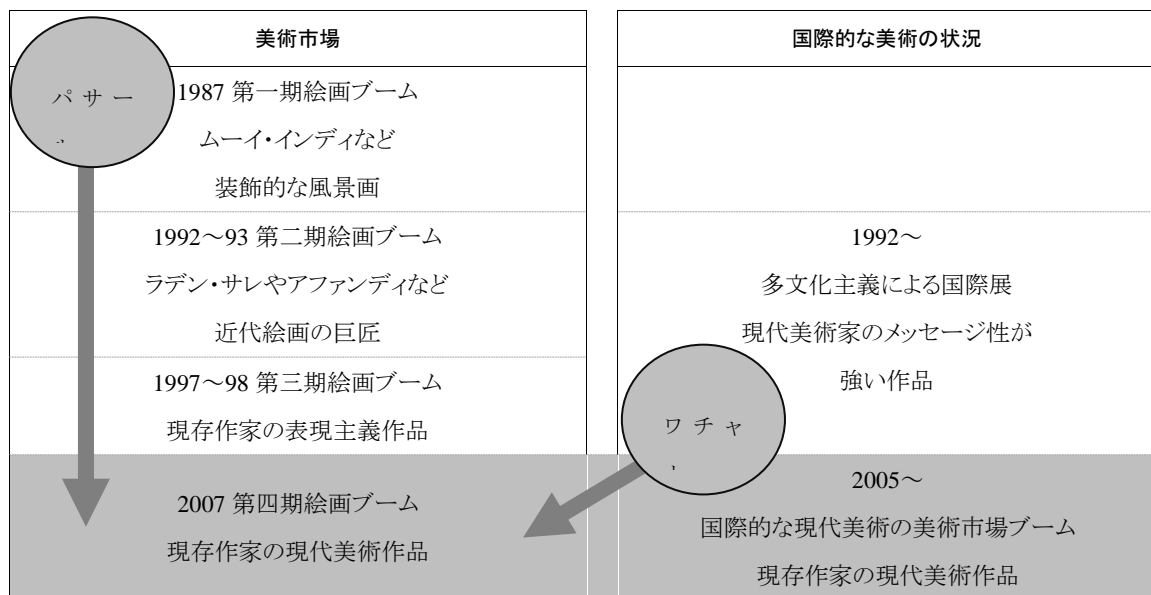 美術市場
パサー
1987 第一期絵画ブーム
ムーイ・インディなど
装飾的な風景画
1992～93 第二期絵画ブーム
ラデン・サレやアファンディなど
近代絵画の巨匠
1997～98 第三期絵画ブーム
現存作家の表現主義作品
2007 第四期絵画ブーム
現存作家の現代美術作品
国際的な美術の状況
1992～
多文化主義による国際展
現代美術家のメッセージ性が
強い作品
ワチャ
2005～
国際的な現代美術の美術市場ブーム
現存作家の現代美術作品